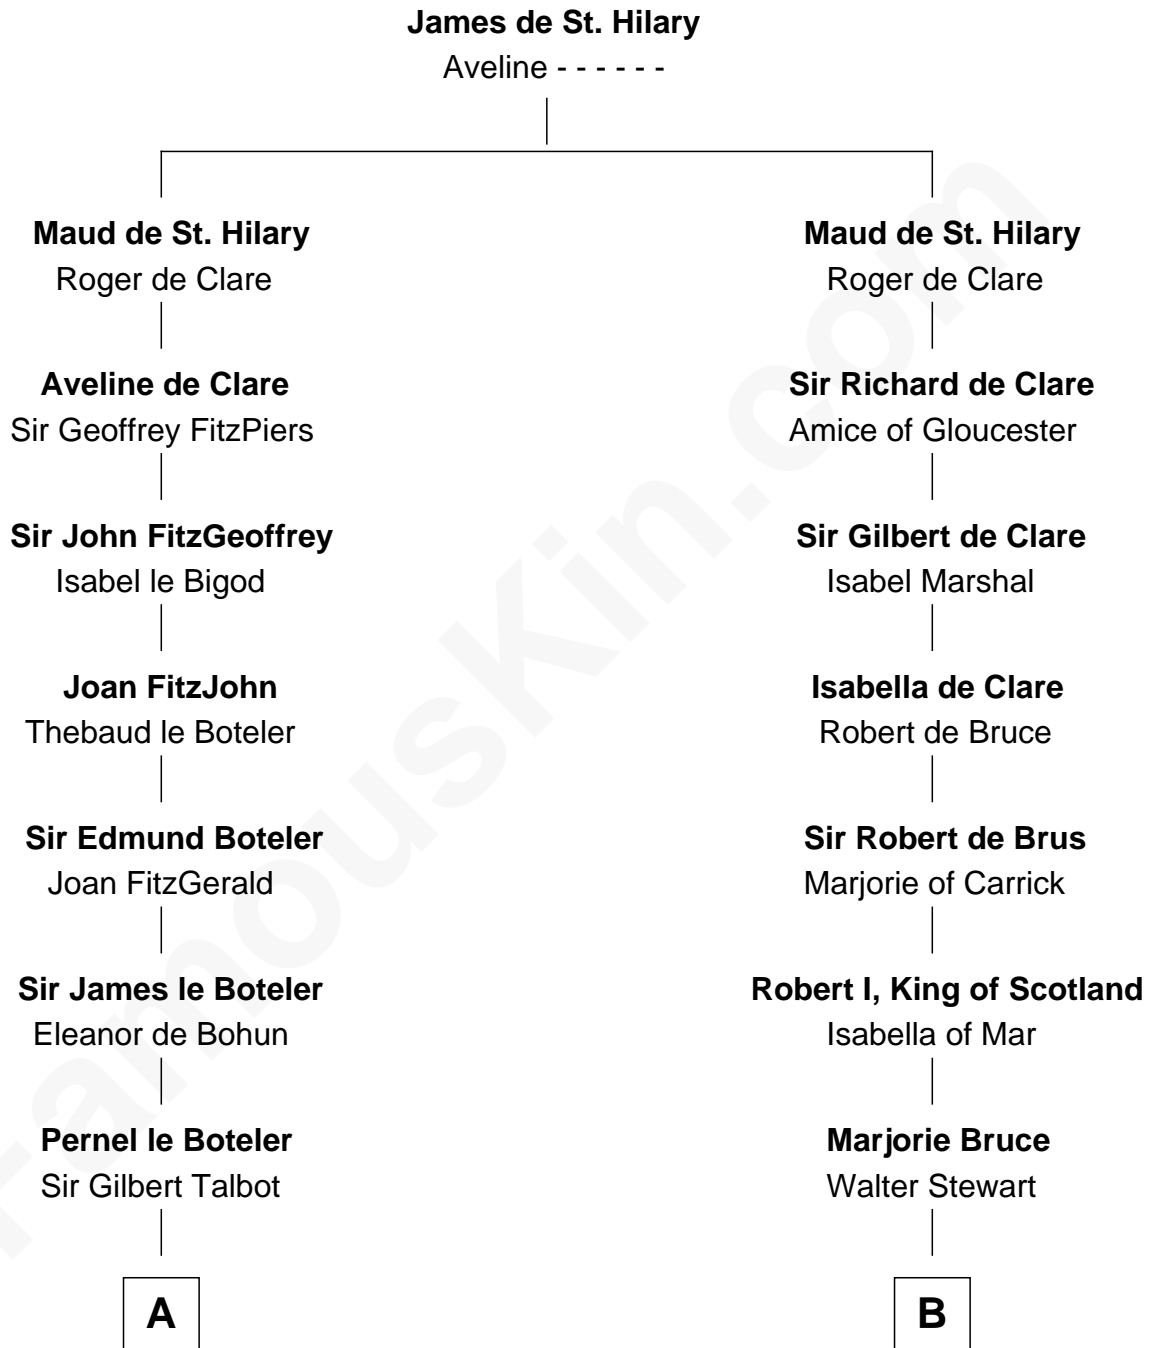 James de St. Hilary
Aveline - - - - - -
Maud de St. Hilary
Roger de Clare
Maud de St. Hilary
Roger de Clare
Aveline de Clare
Sir Geoffrey FitzPiers
Sir Richard de Clare
Amice of Gloucester
Sir John FitzGeoffrey
Isabel le Bigod
Sir Gilbert de Clare
Isabel Marshal
Joan FitzJohn
Thebaud le Boteler
Isabella de Clare
Robert de Bruce
Sir Edmund Boteler
Joan FitzGerald
Sir Robert de Brus
Marjorie of Carrick
Sir James le Boteler
Eleanor de Bohun
Robert I, King of Scotland
Isabella of Mar
Pernel le Boteler
Sir Gilbert Talbot
Marjorie Bruce
Walter Stewart
A
B
FamousKin.com